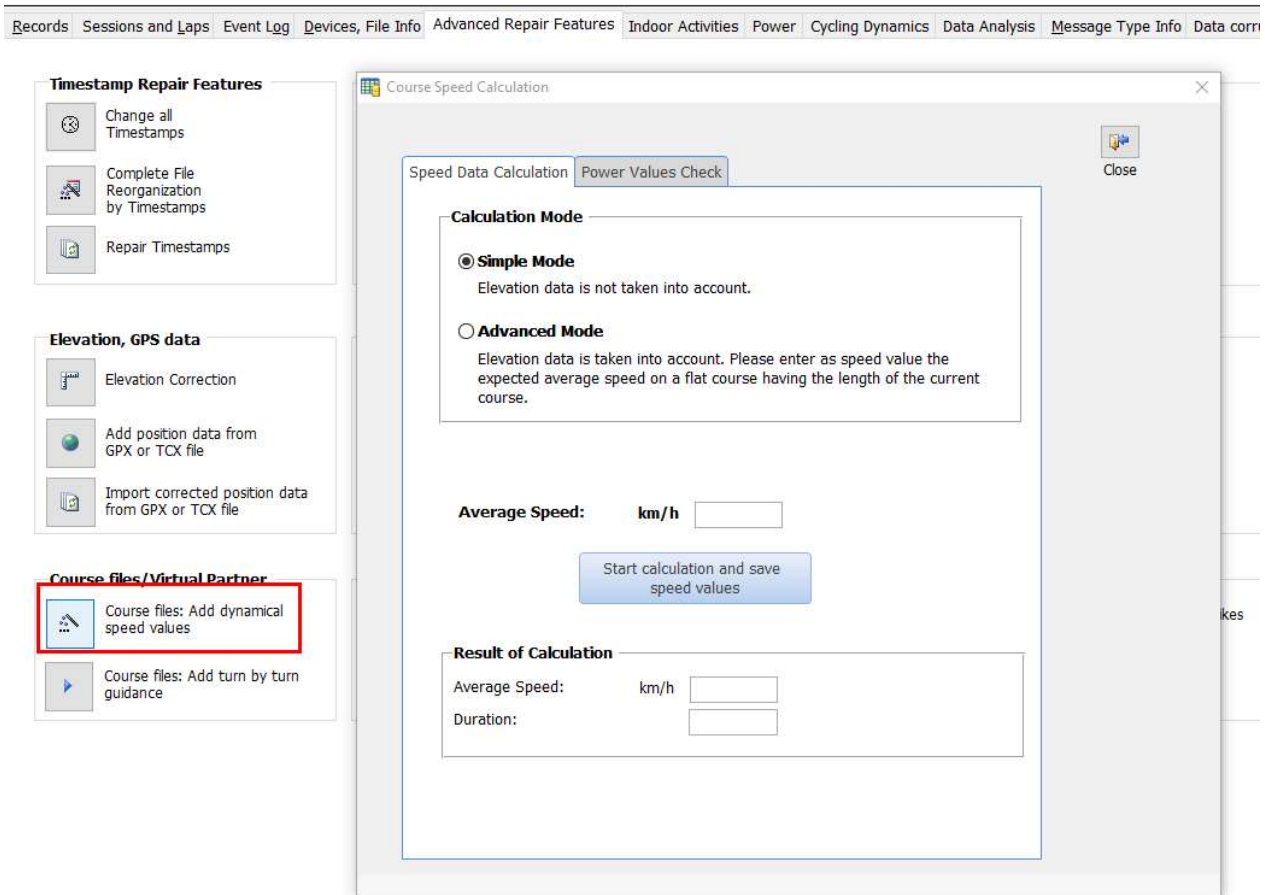 Records Sessions and Laps Event Log Devices, File Info Advanced Repair Features Indoor Activities Power Cycling Dynamics Data Analysis Message Type Info Data corr
Timestamp Repair Features
Change all
Timestamps
Complete File
Reorganization
by Timestamps
Repair Timestamps
Elevation, GPS data
Elevation Correction
Add position data from
GPX or TCX file
Import corrected position data
from GPX or TCX file
Course files/Virtual Partner
Course files: Add dynamical
speed values
Course files: Add turn by turn
guidance
Course Speed Calculation
Close
Speed Data Calculation Power Values Check
Calculation Mode
Simple Mode
Elevation data is not taken into account.
Advanced Mode
Elevation data is taken into account. Please enter as speed value the
expected average speed on a flat course having the length of the current
course.
Average Speed: km/h
Start calculation and save
speed values
Result of Calculation
Average Speed: km/h
Duration:
kes